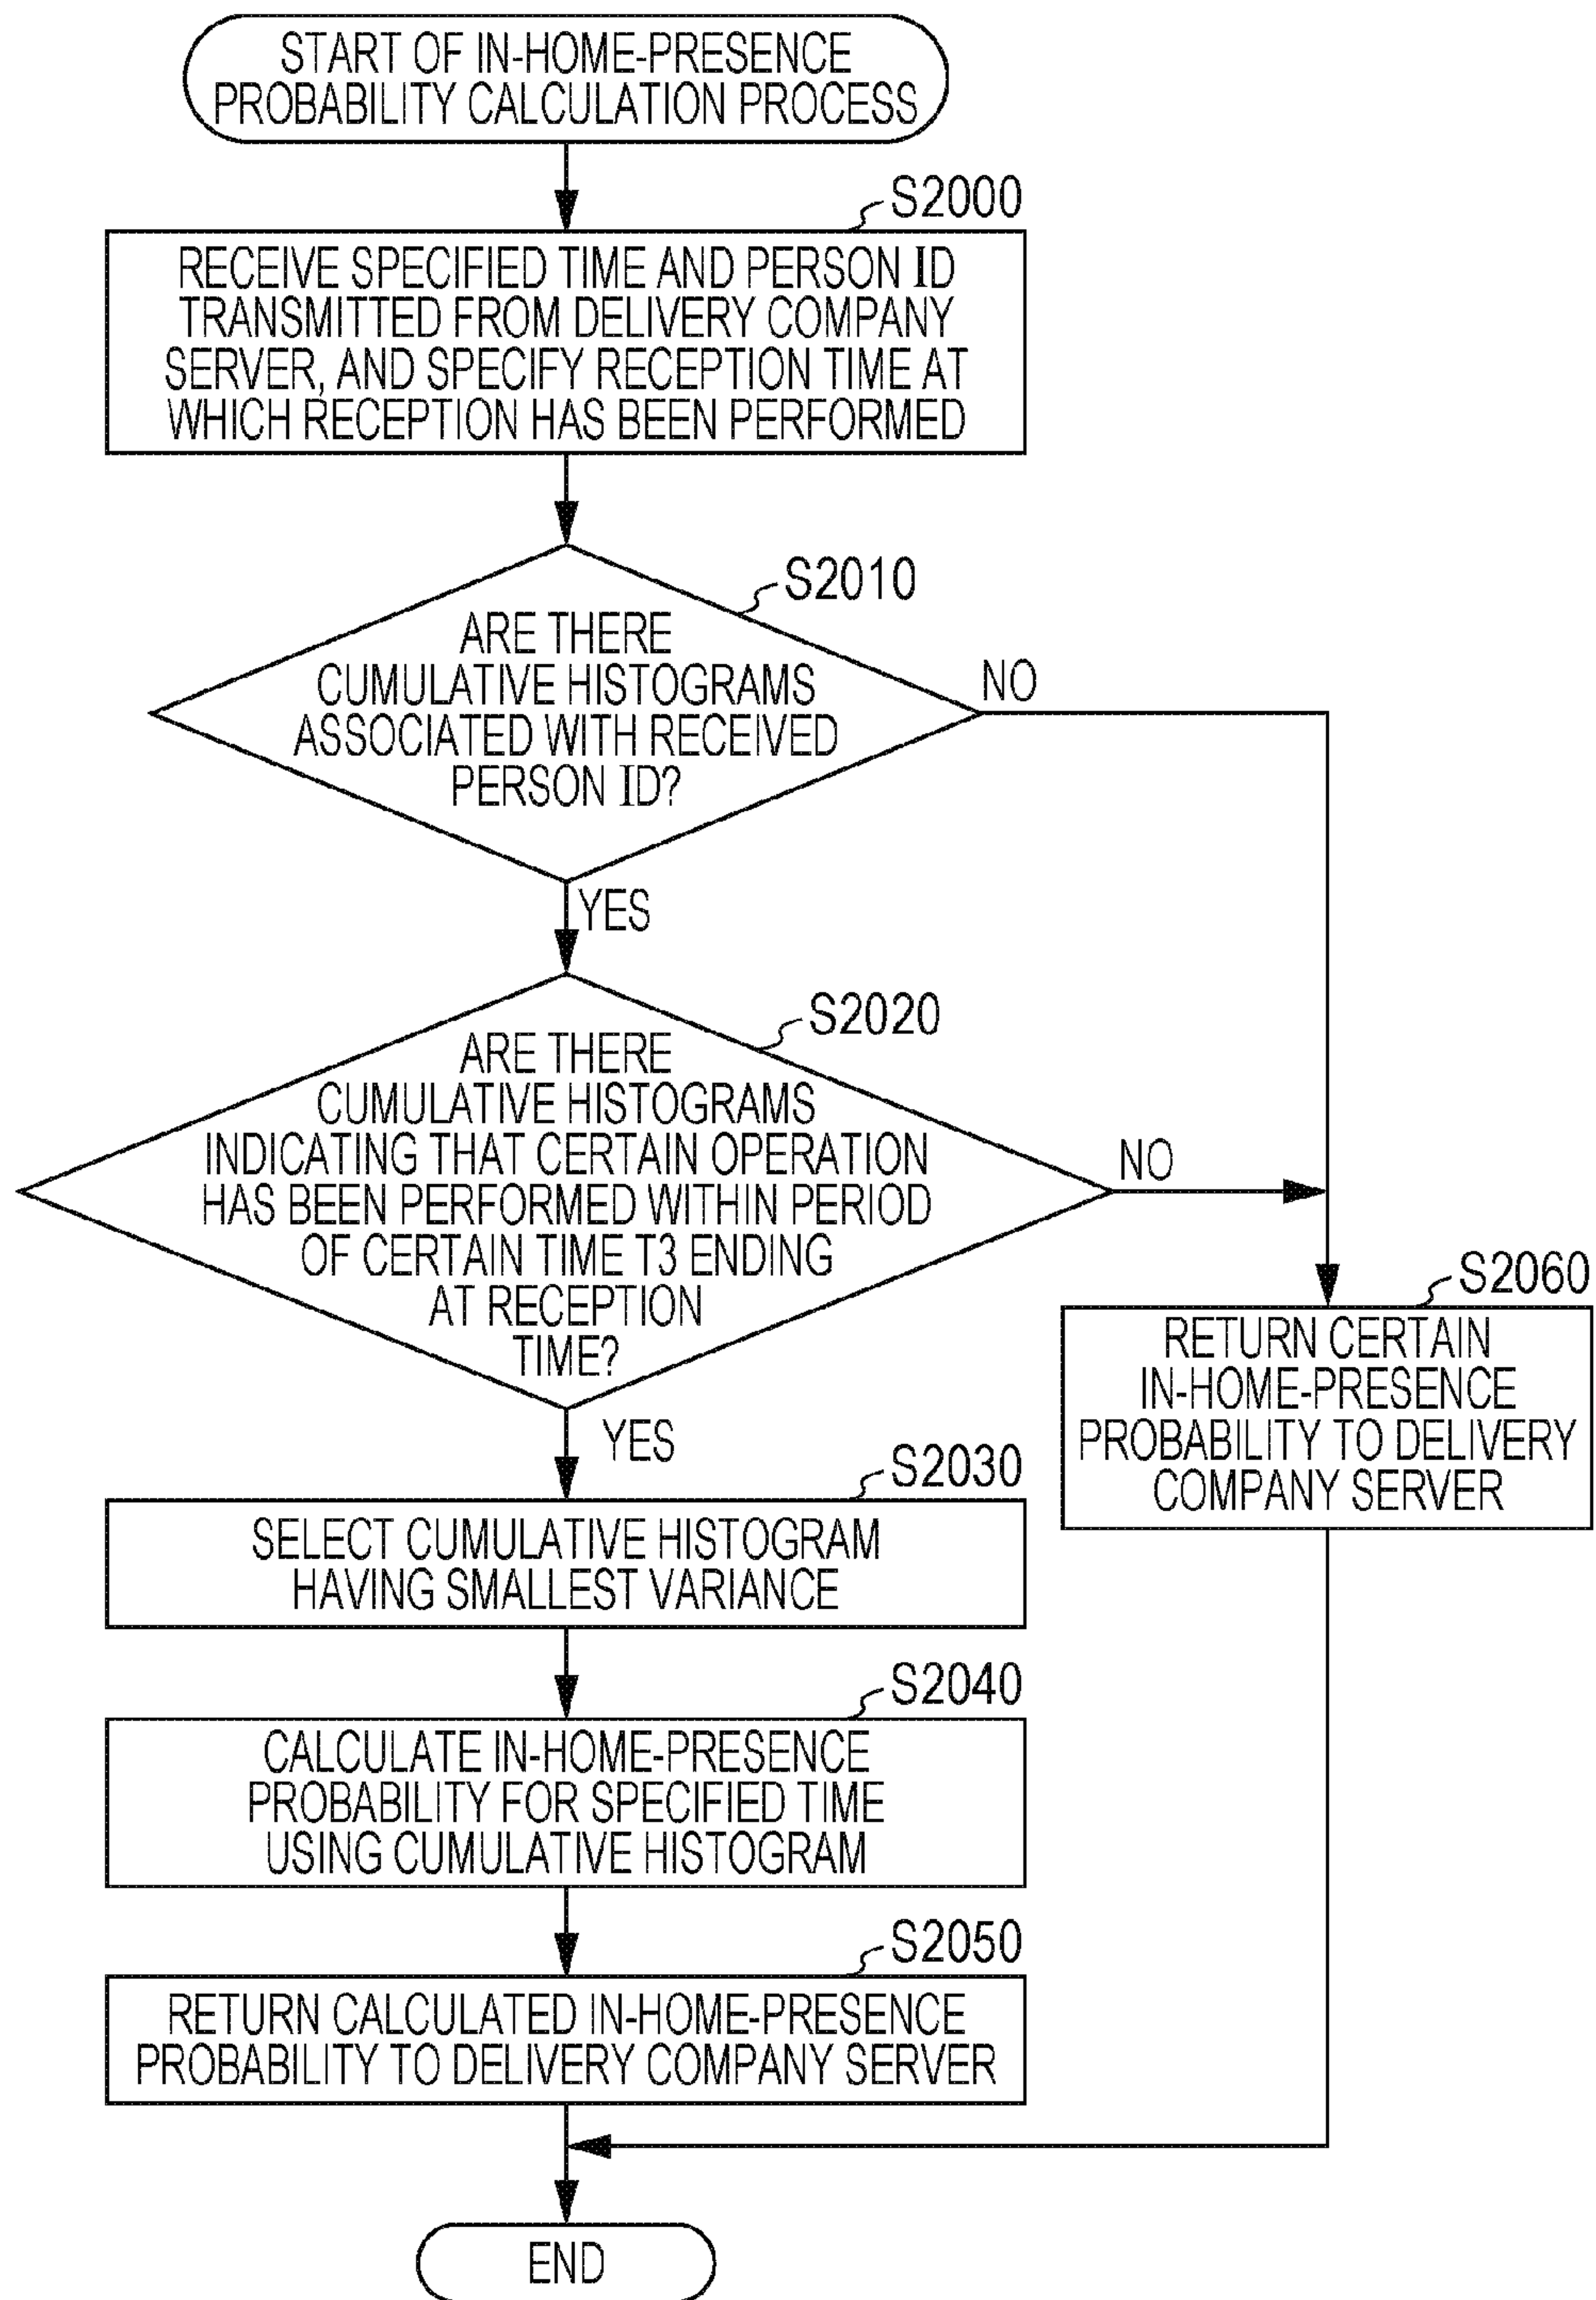 START OF IN-HOME-PRESENCE
PROBABILITY CALCULATION PROCESS
S2000
RECEIVE SPECIFIED TIME AND PERSON ID
TRANSMITTED FROM DELIVERY COMPANY
SERVER, AND SPECIFY RECEPTION TIME AT
WHICH RECEPTION HAS BEEN PERFORMED
S2010
ARE THERE
CUMULATIVE HISTOGRAMS
ASSOCIATED WITH RECEIVED
PERSON ID?
NO
YES
S2020
ARE THERE
CUMULATIVE HISTOGRAMS
INDICATING THAT CERTAIN OPERATION
HAS BEEN PERFORMED WITHIN PERIOD
OF CERTAIN TIME T3 ENDING
AT RECEPTION
TIME?
NO
YES
S2060
RETURN CERTAIN
IN-HOME-PRESENCE
PROBABILITY TO DELIVERY
COMPANY SERVER
S2030
SELECT CUMULATIVE HISTOGRAM
HAVING SMALLEST VARIANCE
S2040
CALCULATE IN-HOME-PRESENCE
PROBABILITY FOR SPECIFIED TIME
USING CUMULATIVE HISTOGRAM
S2050
RETURN CALCULATED IN-HOME-PRESENCE
PROBABILITY TO DELIVERY COMPANY SERVER
END